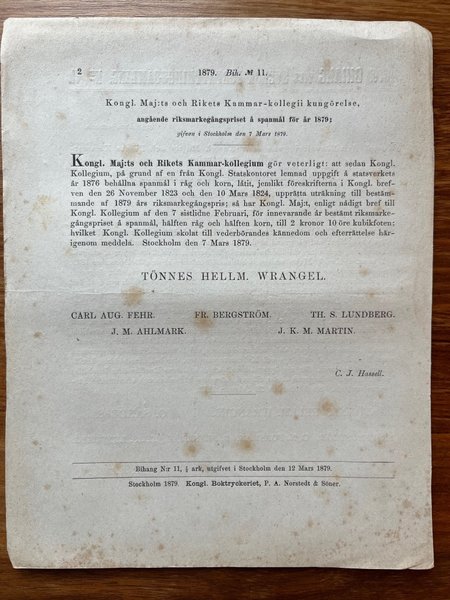 2
1879. Bih. № 11.
Kongl. Maj:ts och Rikets Kammar-kollegii kungörelse,
angående riksmarkegångspriset å spanmål för år 1879;
gifven i Stockholm den 7 Mars 1879.
Kongl. Maj:ts och Rikets Kammar-kollegium gör veterligt: att sedan Kongl.
Kollegium, på grund af en från Kongl. Statskontoret lemnad uppgift å statsverkets
år 1876 behållna spanmål i råg och korn, låtit, jemlikt föreskrifterna i Kongl. bref-
ven den 26 November 1823 och den 10 Mars 1824, upprätta uträkning till bestäm-
mande af 1879 års riksmarkegångspris; så har Kongl. Maj:t, enligt nådigt bref till
Kongl. Kollegium af den 7 sistlidne Februari, för innevarande år bestämt riksmarke-
gångspriset å spanmål, hälften råg och hälften korn, till 2 kronor 10 öre kubikfoten;
hvilket Kongl. Kollegium skolat till vederbörandes kännedom och efterrättelse här-
igenom meddela. Stockholm den 7 Mars 1879.
TÖNNES HELLM. WRANGEL.
CARL AUG. FEHR. FR. BERGSTRÖM. TH. S. LUNDBERG.
J. M. AHLMARK. J. K. M. MARTIN.
C. J. Hassell.
Bihang N:r 11, ½ ark, utgifvet i Stockholm den 12 Mars 1879.
Stockholm 1879. Kongl. Boktryckeriet, P. A. Norstedt & Söner.